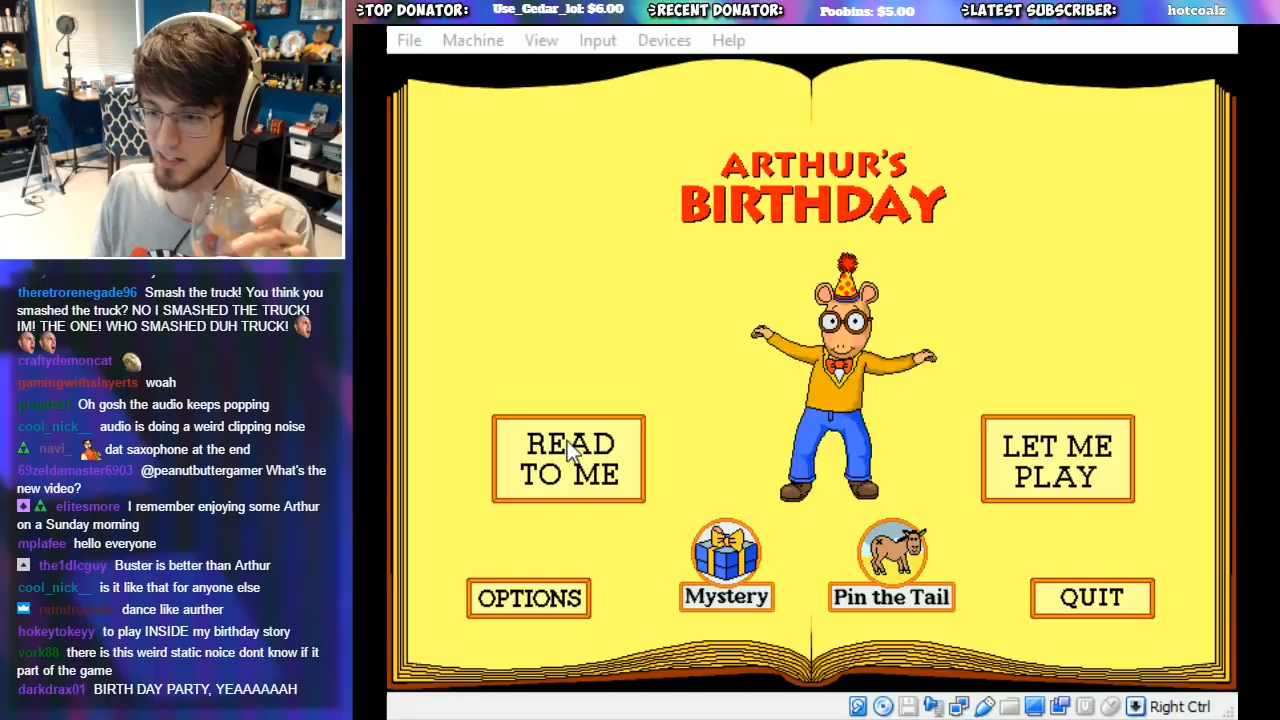 TOP DONATOR: Use_Cedar_lol: $6.00 RECENT DONATOR: Poobins: $5.00 LATEST SUBSCRIBER: hotcoalz
File Machine View Input Devices Help
ARTHUR'S
BIRTHDAY
READ
TO ME
LET ME
PLAY
OPTIONS
Mystery
Pin the Tail
QUIT
Right Ctrl
theretrorenegade96 Smash the truck! You think you
smashed the truck? NO I SMASHED THE TRUCK!
IM! THE ONE! WHO SMASHED DUH TRUCK!
craftydemoncat
gamingwithslayerts woah
Oh gosh the audio keeps popping
cool_nick__ audio is doing a weird clipping noise
navi_ dat saxophone at the end
69zeldamaster6903 @peanutbuttergamer What's the
new video?
elitesmore I remember enjoying some Arthur
on a Sunday morning
mplafee hello everyone
the1dlcguy Buster is better than Arthur
cool_nick__ is it like that for anyone else
dance like aurther
hokeytokeyy to play INSIDE my birthday story
vork88 there is this weird static noice dont know if it
part of the game
darkdrax01 BIRTH DAY PARTY, YEAAAAAAH